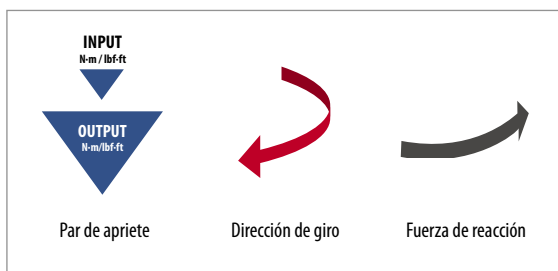 INPUT
N·m / lbf·ft
OUTPUT
N·m/lbf·ft
Par de apriete
Dirección de giro
Fuerza de reacción